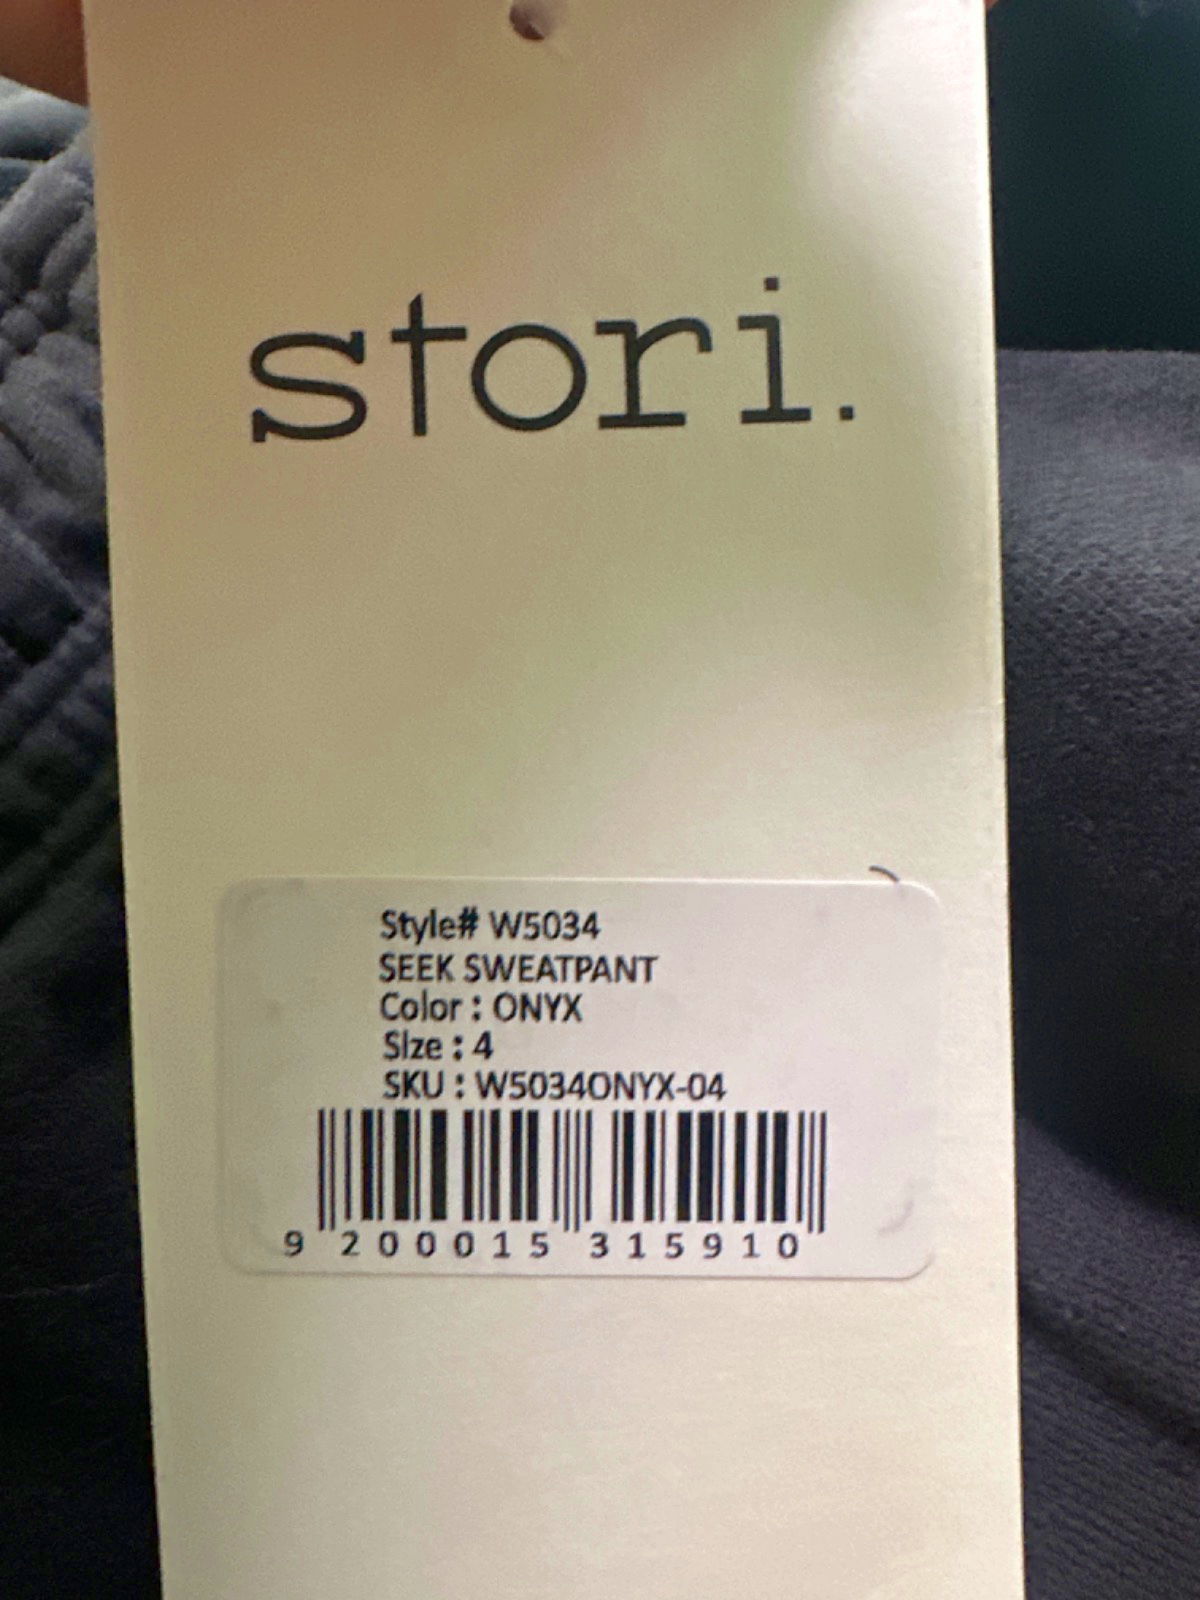 stori.
Style# W5034
SEEK SWEATPANT
Color : ONYX
Size : 4
SKU : W5034ONYX-04
9 200015 315910